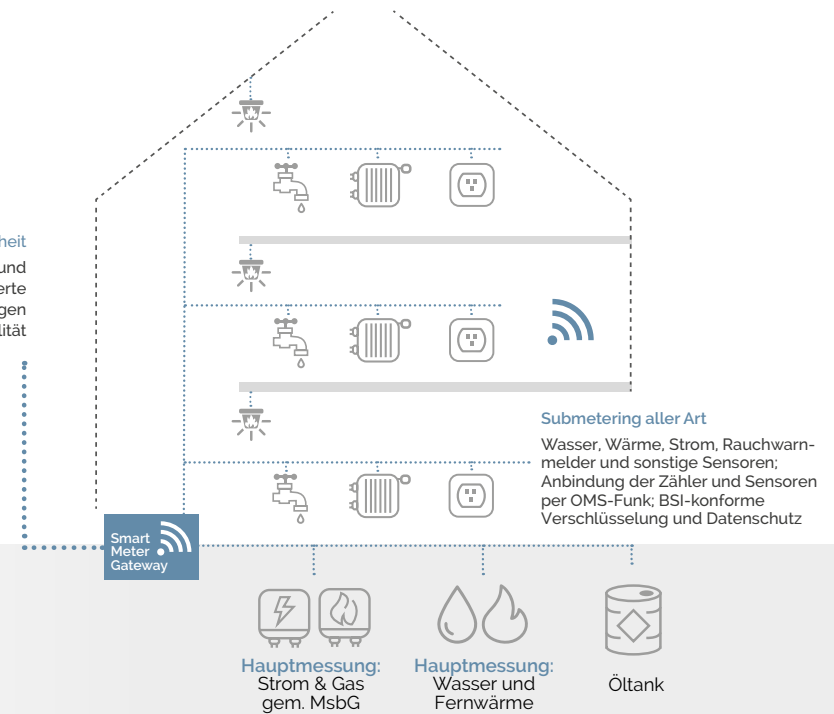 heit
und
erte
gen
lität
Submetering aller Art
Wasser, Wärme, Strom, Rauchwarn-
melder und sonstige Sensoren;
Anbindung der Zähler und Sensoren
per OMS-Funk; BSI-konforme
Verschlüsselung und Datenschutz
Smart
Meter
Gateway
Hauptmessung:
Strom & Gas
gem. MsbG
Hauptmessung:
Wasser und
Fernwärme
Öltank